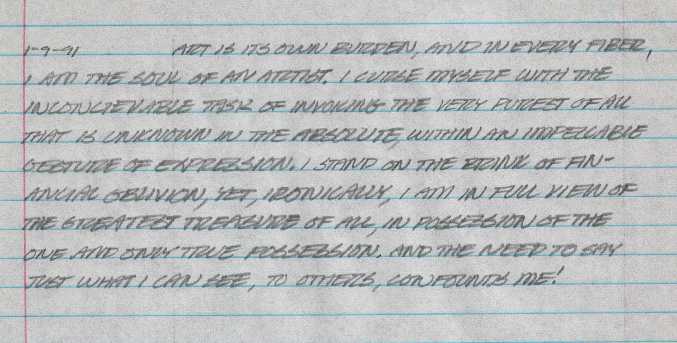 1-9-91 ART IS ITS OWN BURDEN, AND IN EVERY FIBER,
I AM THE SOUL OF AN ARTIST. I CURSE MYSELF WITH THE
INCONCIEVABLE TASK OF INVOKING THE VERY PUREST OF ALL
THAT IS UNKNOWN IN THE ABSOLUTE, WITHIN AN IMPECCABLE
GESTURE OF EXPRESSION. I STAND ON THE BRINK OF FIN-
ANCIAL OBLIVION, YET, IRONICALLY, I AM IN FULL VIEW OF
THE GREATEST TREASURE OF ALL, IN POSSESSION OF THE
ONE AND ONLY TRUE POSSESSION. AND THE NEED TO SAY
JUST WHAT I CAN SEE, TO OTHERS, CONFOUNDS ME!